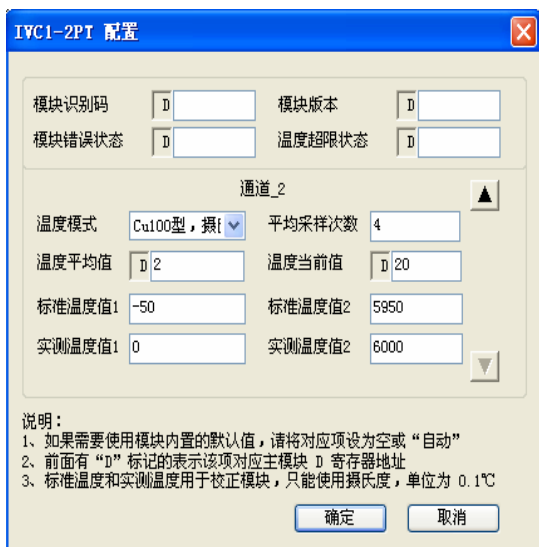 IVC1-2PT 配置
模块识别码 D 模块版本 D
模块错误状态 D 温度超限状态 D
通道_2
温度模式 Cu100型，摄 平均采样次数 4
温度平均值 D 2 温度当前值 D 20
标准温度值1 -50 标准温度值2 5950
实测温度值1 0 实测温度值2 6000
说明：
1、如果需要使用模块内置的默认值，请将对应项设为空或“自动”
2、前面有“D”标记的表示该项对应主模块 D 寄存器地址
3、标准温度和实测温度用于校正模块，只能使用摄氏度，单位为 0.1℃
确定 取消